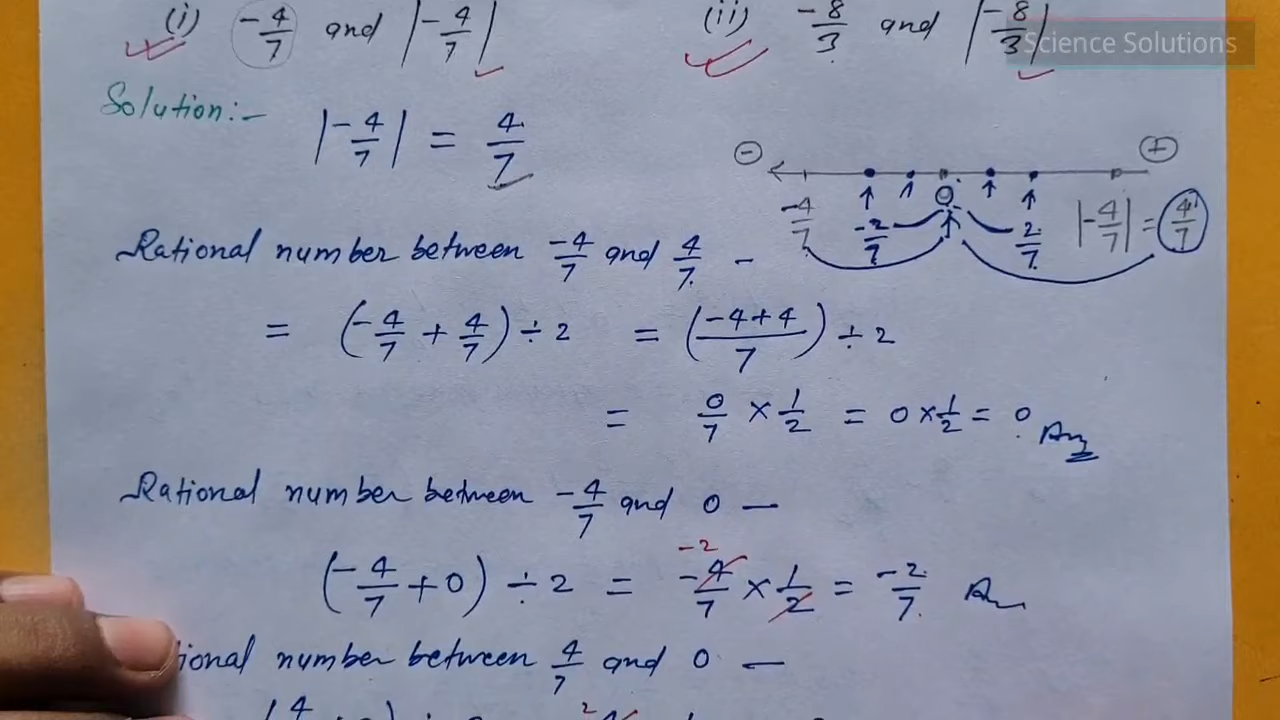 (i) -4/7 and |-4/7|    (ii) -8/3 and |-8/3|
Science Solutions
Solution:-
|-4/7| = 4/7
⊖ ⊕
-4/7    -2/7    0    2/7    |-4/7| = 4/7
Rational number between -4/7 and 4/7 -
= (-4/7 + 4/7) ÷ 2 = (-4+4/7) ÷ 2
= 0/7 × 1/2 = 0 × 1/2 = 0 Ans
Rational number between -4/7 and 0 —
(-4/7 + 0) ÷ 2 = -4/7 × 1/2 = -2/7 Ans
-2
ional number between 4/7 and 0 —